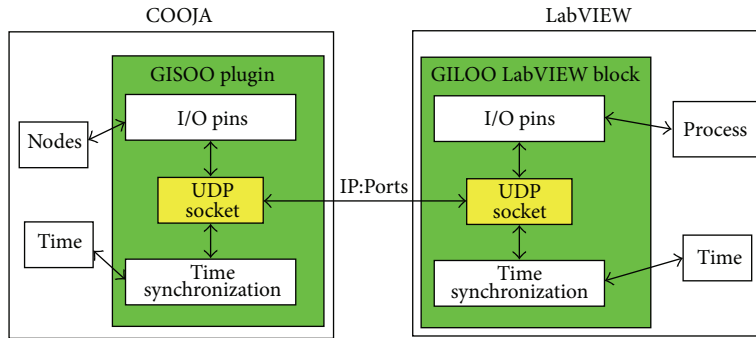 COOJA
GISOO plugin
I/O pins
Nodes
UDP
socket
Time
Time
synchronization
IP:Ports
LabVIEW
GILOO LabVIEW block
I/O pins
Process
UDP
socket
Time
synchronization
Time